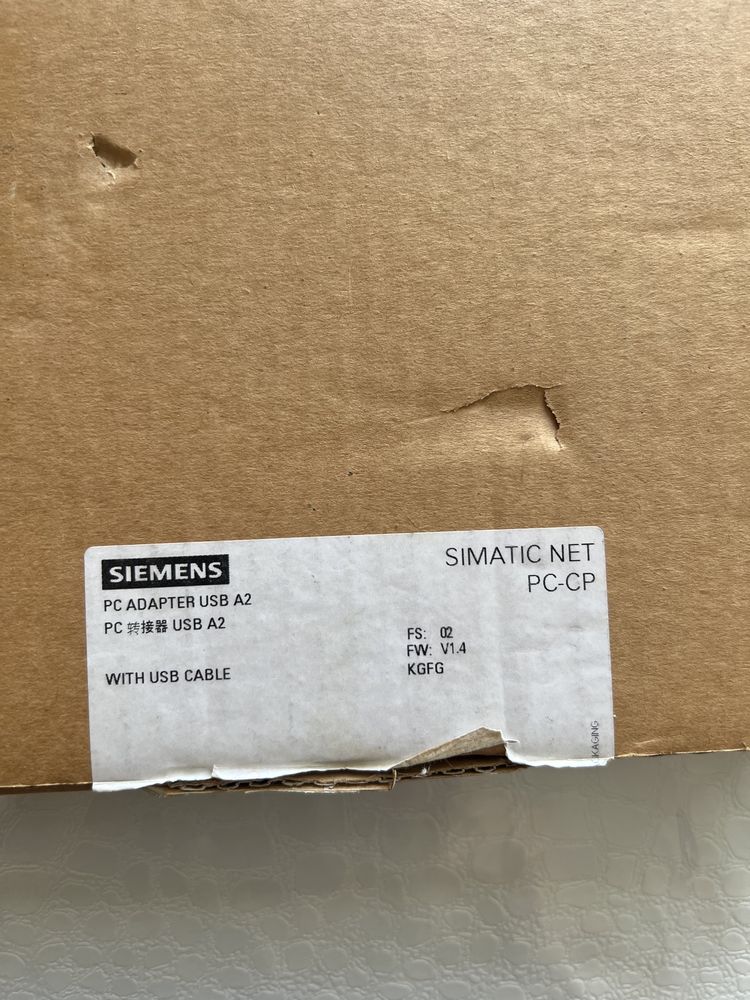 SIEMENS
PC ADAPTER USB A2
PC 转接器 USB A2
WITH USB CABLE
SIMATIC NET
PC-CP
FS: 02
FW: V1.4
KGFG